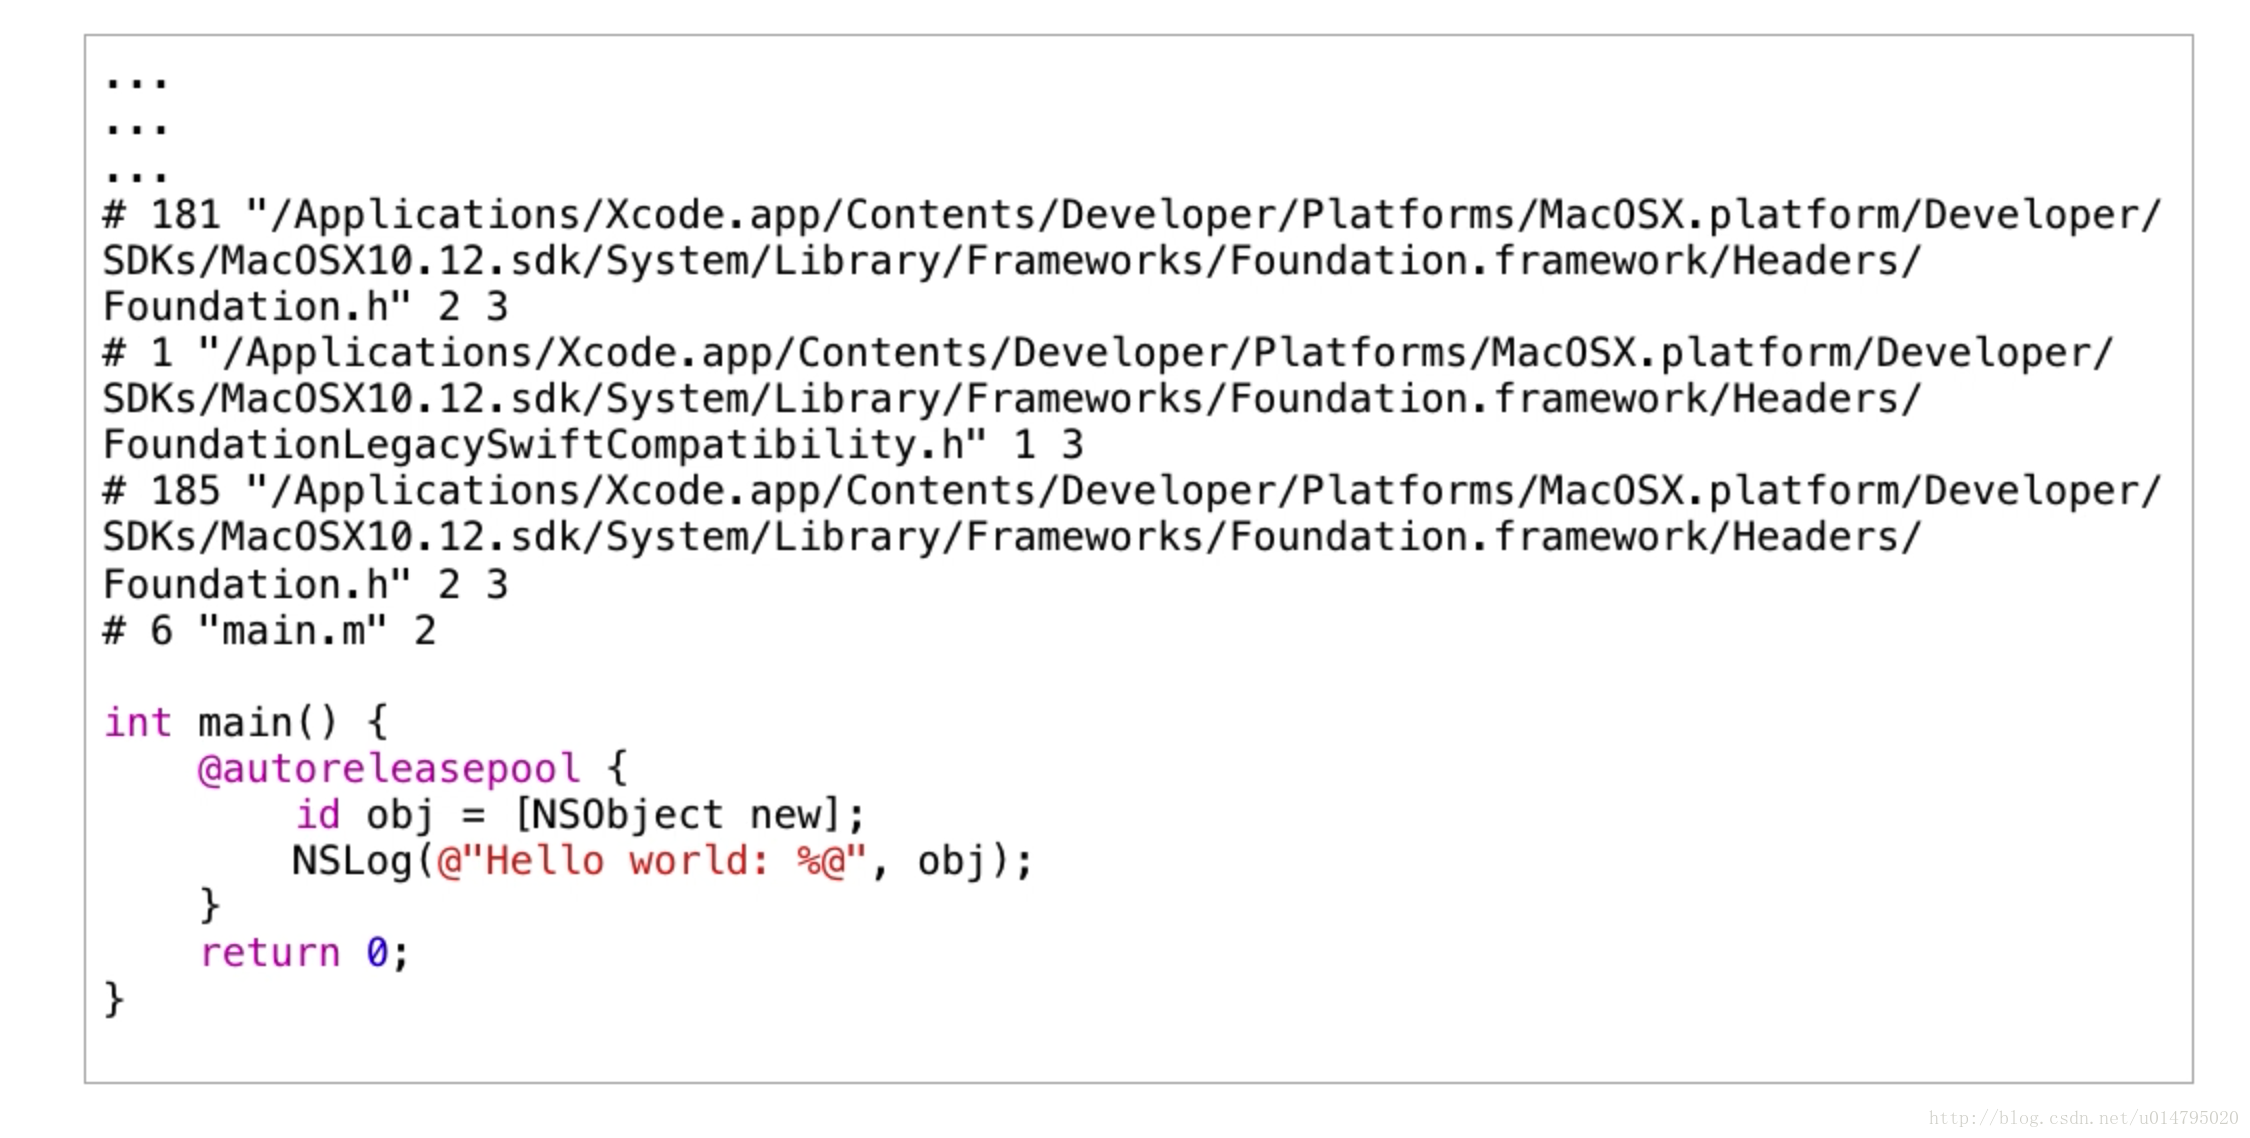 ...
...
...
# 181 "/Applications/Xcode.app/Contents/Developer/Platforms/MacOSX.platform/Developer/
SDKs/MacOSX10.12.sdk/System/Library/Frameworks/Foundation.framework/Headers/
Foundation.h" 2 3
# 1 "/Applications/Xcode.app/Contents/Developer/Platforms/MacOSX.platform/Developer/
SDKs/MacOSX10.12.sdk/System/Library/Frameworks/Foundation.framework/Headers/
FoundationLegacySwiftCompatibility.h" 1 3
# 185 "/Applications/Xcode.app/Contents/Developer/Platforms/MacOSX.platform/Developer/
SDKs/MacOSX10.12.sdk/System/Library/Frameworks/Foundation.framework/Headers/
Foundation.h" 2 3
# 6 "main.m" 2

int main() {
    @autoreleasepool {
        id obj = [NSObject new];
        NSLog(@"Hello world: %@", obj);
    }
    return 0;
}
http://blog.csdn.net/u014795020